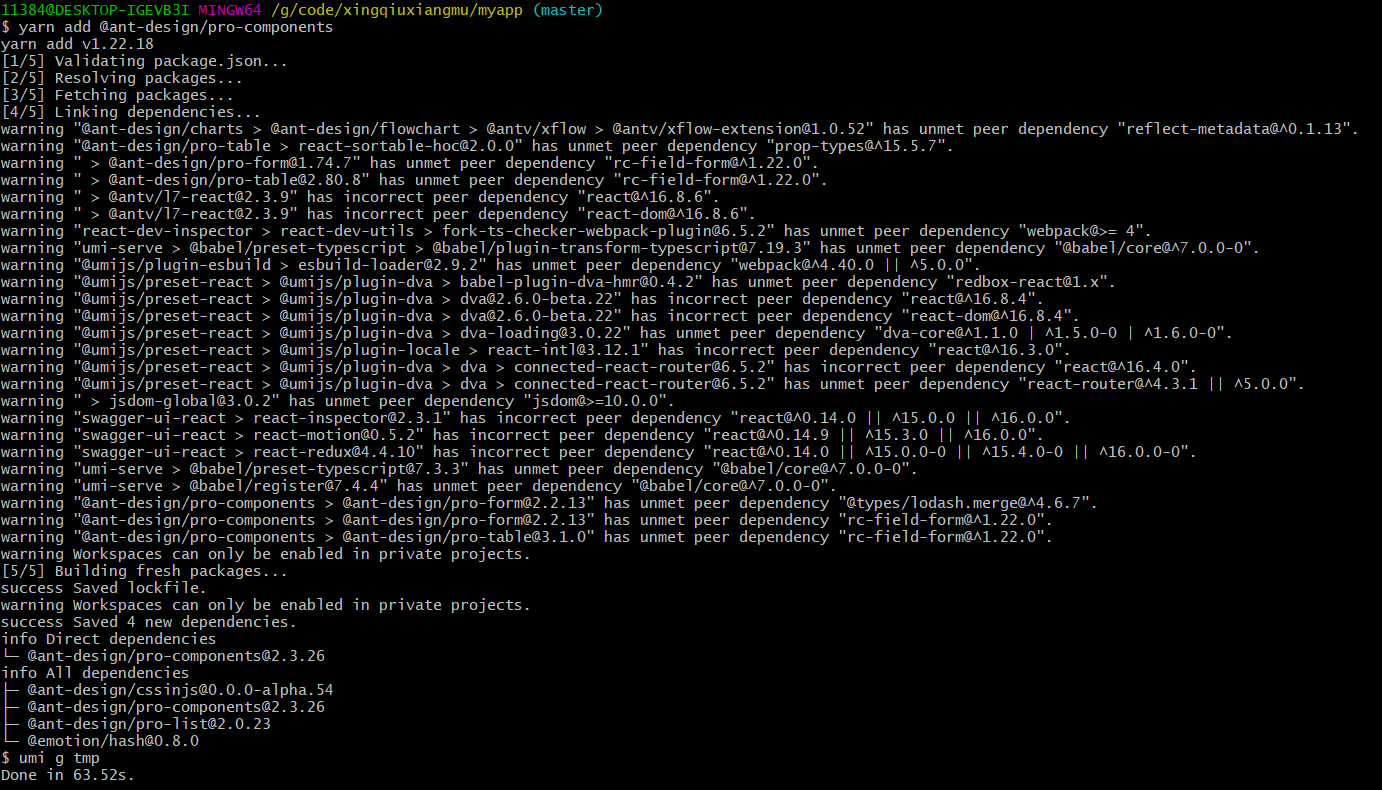 11384@DESKTOP-IGEVB3I MINGW64 /g/code/xingqiuxiangmu/myapp (master)
$ yarn add @ant-design/pro-components
yarn add v1.22.18
[1/5] Validating package.json...
[2/5] Resolving packages...
[3/5] Fetching packages...
[4/5] Linking dependencies...
warning "@ant-design/charts > @ant-design/flowchart > @antv/xflow > @antv/xflow-extension@1.0.52" has unmet peer dependency "reflect-metadata@^0.1.13".
warning "@ant-design/pro-table > react-sortable-hoc@2.0.0" has unmet peer dependency "prop-types@^15.5.7".
warning " > @ant-design/pro-form@1.74.7" has unmet peer dependency "rc-field-form@^1.22.0".
warning " > @ant-design/pro-table@2.80.8" has unmet peer dependency "rc-field-form@^1.22.0".
warning " > @antv/l7-react@2.3.9" has incorrect peer dependency "react@^16.8.6".
warning " > @antv/l7-react@2.3.9" has incorrect peer dependency "react-dom@^16.8.6".
warning "react-dev-inspector > react-dev-utils > fork-ts-checker-webpack-plugin@6.5.2" has unmet peer dependency "webpack@>= 4".
warning "umi-serve > @babel/preset-typescript > @babel/plugin-transform-typescript@7.19.3" has unmet peer dependency "@babel/core@^7.0.0-0".
warning "@umijs/plugin-esbuild > esbuild-loader@2.9.2" has unmet peer dependency "webpack@^4.40.0 || ^5.0.0".
warning "@umijs/preset-react > @umijs/plugin-dva > babel-plugin-dva-hmr@0.4.2" has unmet peer dependency "redbox-react@1.x".
warning "@umijs/preset-react > @umijs/plugin-dva > dva@2.6.0-beta.22" has incorrect peer dependency "react@^16.8.4".
warning "@umijs/preset-react > @umijs/plugin-dva > dva@2.6.0-beta.22" has incorrect peer dependency "react-dom@^16.8.4".
warning "@umijs/preset-react > @umijs/plugin-dva > dva-loading@3.0.22" has unmet peer dependency "dva-core@^1.1.0 | ^1.5.0-0 | ^1.6.0-0".
warning "@umijs/preset-react > @umijs/plugin-locale > react-intl@3.12.1" has incorrect peer dependency "react@^16.3.0".
warning "@umijs/preset-react > @umijs/plugin-dva > dva > connected-react-router@6.5.2" has incorrect peer dependency "react@^16.4.0".
warning "@umijs/preset-react > @umijs/plugin-dva > dva > connected-react-router@6.5.2" has unmet peer dependency "react-router@^4.3.1 || ^5.0.0".
warning " > jsdom-global@3.0.2" has unmet peer dependency "jsdom@>=10.0.0".
warning "swagger-ui-react > react-inspector@2.3.1" has incorrect peer dependency "react@^0.14.0 || ^15.0.0 || ^16.0.0".
warning "swagger-ui-react > react-motion@0.5.2" has incorrect peer dependency "react@^0.14.9 || ^15.3.0 || ^16.0.0".
warning "swagger-ui-react > react-redux@4.4.10" has incorrect peer dependency "react@^0.14.0 || ^15.0.0-0 || ^15.4.0-0 || ^16.0.0-0".
warning "umi-serve > @babel/preset-typescript@7.3.3" has unmet peer dependency "@babel/core@^7.0.0-0".
warning "umi-serve > @babel/register@7.4.4" has unmet peer dependency "@babel/core@^7.0.0-0".
warning "@ant-design/pro-components > @ant-design/pro-form@2.2.13" has unmet peer dependency "@types/lodash.merge@^4.6.7".
warning "@ant-design/pro-components > @ant-design/pro-form@2.2.13" has unmet peer dependency "rc-field-form@^1.22.0".
warning "@ant-design/pro-components > @ant-design/pro-table@3.1.0" has unmet peer dependency "rc-field-form@^1.22.0".
warning Workspaces can only be enabled in private projects.
[5/5] Building fresh packages...
success Saved lockfile.
warning Workspaces can only be enabled in private projects.
success Saved 4 new dependencies.
info Direct dependencies
└─ @ant-design/pro-components@2.3.26
info All dependencies
├─ @ant-design/cssinjs@0.0.0-alpha.54
├─ @ant-design/pro-components@2.3.26
├─ @ant-design/pro-list@2.0.23
└─ @emotion/hash@0.8.0
$ umi g tmp
Done in 63.52s.